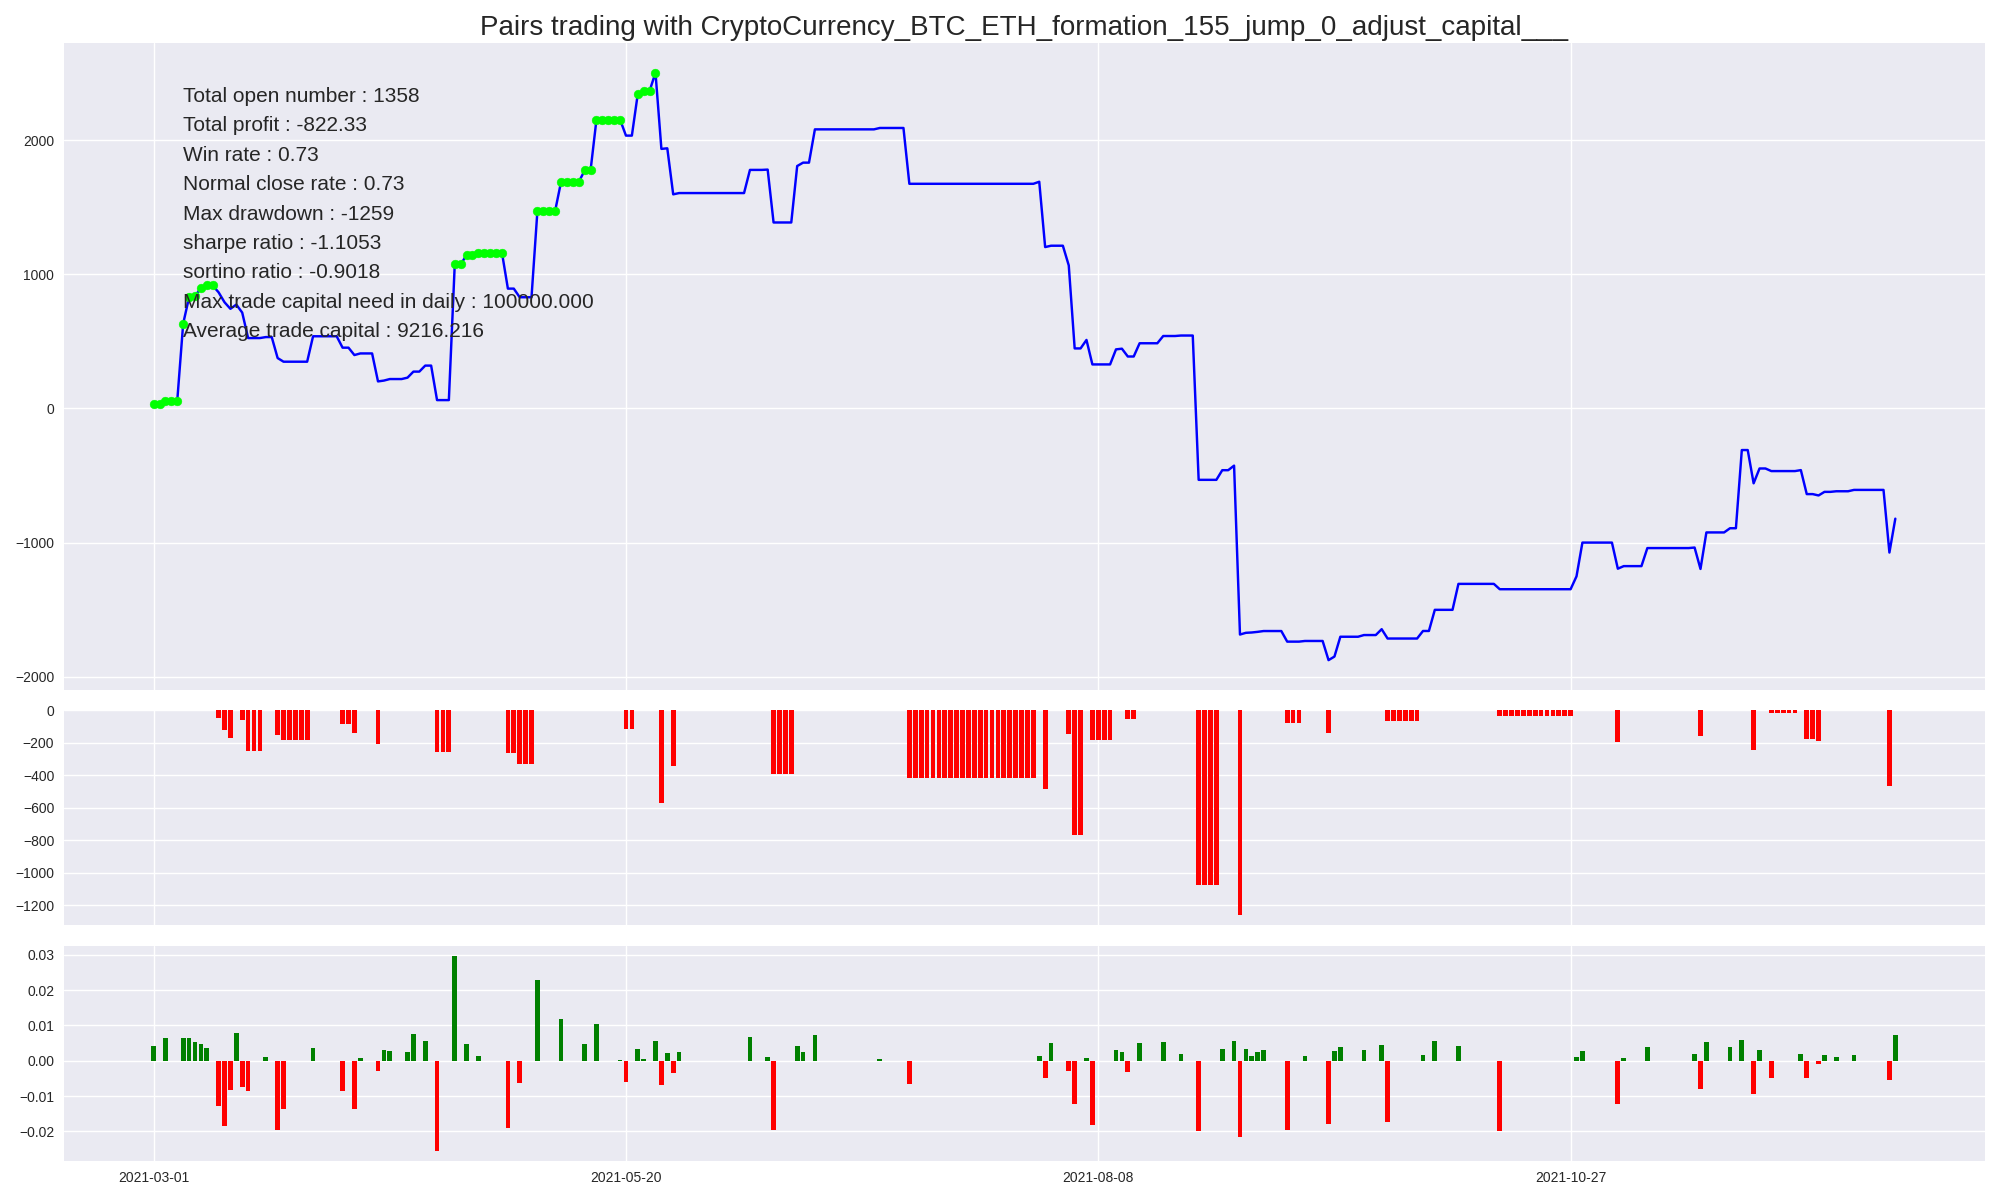 Pairs trading with CryptoCurrency_BTC_ETH_formation_155_jump_0_adjust_capital___
Total open number : 1358
Total profit : -822.33
Win rate : 0.73
Normal close rate : 0.73
Max drawdown : -1259
sharpe ratio : -1.1053
sortino ratio : -0.9018
Max trade capital need in daily : 100000.000
Average trade capital : 9216.216
2000
1000
0
−1000
−2000
0
−200
−400
−600
−800
−1000
−1200
0.03
0.02
0.01
0.00
−0.01
−0.02
2021-03-01 2021-05-20 2021-08-08 2021-10-27